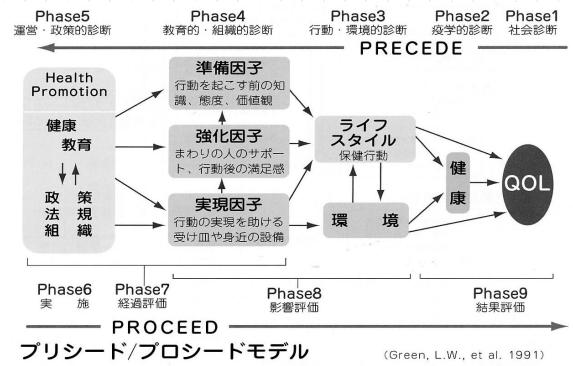 Phase5 Phase4 Phase3 Phase2 Phase1
運営・政策的診断 教育的・組織的診断 行動・環境的診断 疫学的診断 社会診断
PRECEDE
Health
Promotion
健康
教育
政 策
法 規
組 織
準備因子
行動を起こす前の知
識、態度、価値観
強化因子
まわりの人のサポー
ト、行動後の満足感
実現因子
行動の実現を助ける
受け皿や身近の設備
ライフ
スタイル
保健行動
環 境
健
康
QOL
Phase6 Phase7 Phase8 Phase9
実 施 経過評価 影響評価 結果評価
PROCEED
プリシード/プロシードモデル
(Green, L.W., et al. 1991)